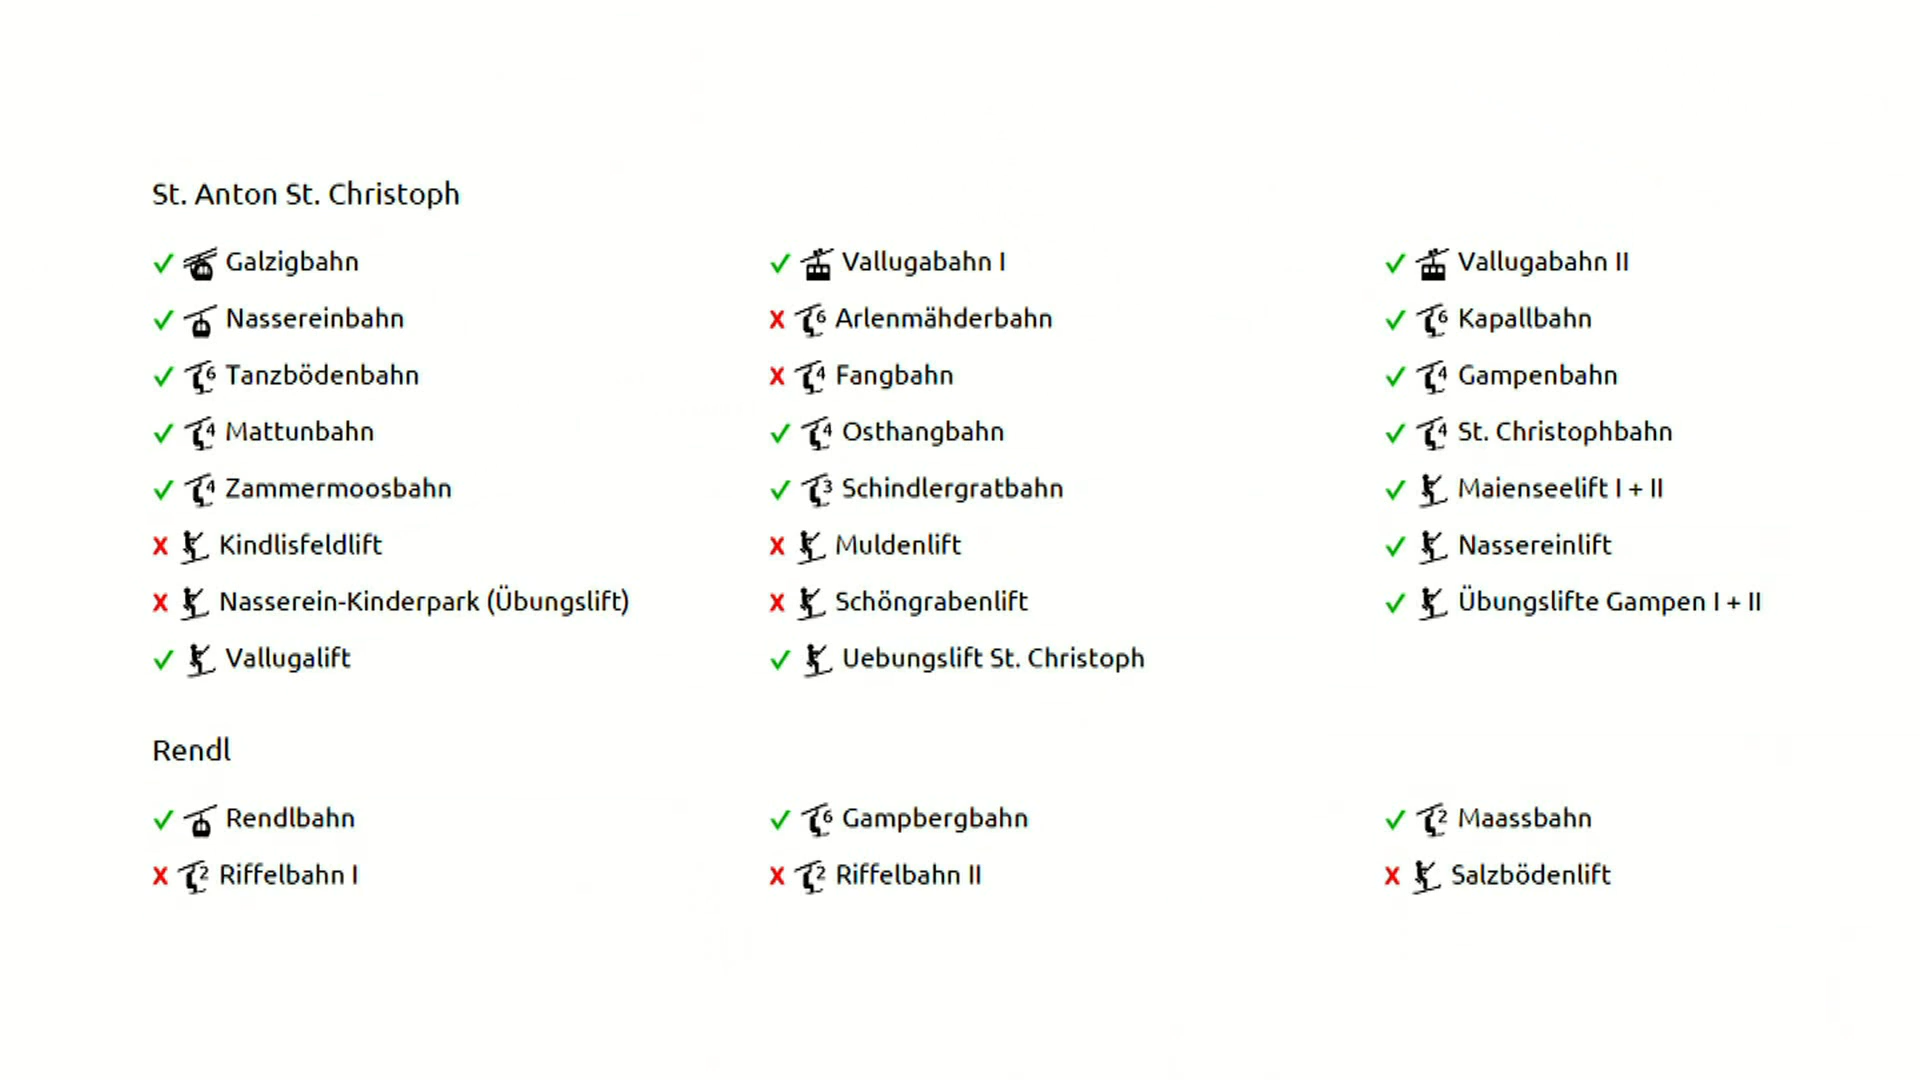 St. Anton St. Christoph
✓ Galzigbahn ✓ Vallugabahn I ✓ Vallugabahn II
✓ Nassereinbahn X 6 Arlenmähderbahn ✓ 6 Kapallbahn
✓ 6 Tanzbödenbahn X 4 Fangbahn ✓ 4 Gampenbahn
✓ 4 Mattunbahn ✓ 4 Osthangbahn ✓ 4 St. Christophbahn
✓ 4 Zammermoosbahn ✓ 3 Schindlergratbahn ✓ Maienseelift I + II
X Kindlisfeldlift X Muldenlift ✓ Nassereinlift
X Nasserein-Kinderpark (Übungslift) X Schöngrabenlift ✓ Übungslifte Gampen I + II
✓ Vallugalift ✓ Uebungslift St. Christoph
Rendl
✓ Rendlbahn ✓ 6 Gampbergbahn ✓ 2 Maassbahn
X 2 Riffelbahn I X 2 Riffelbahn II X Salzbödenlift